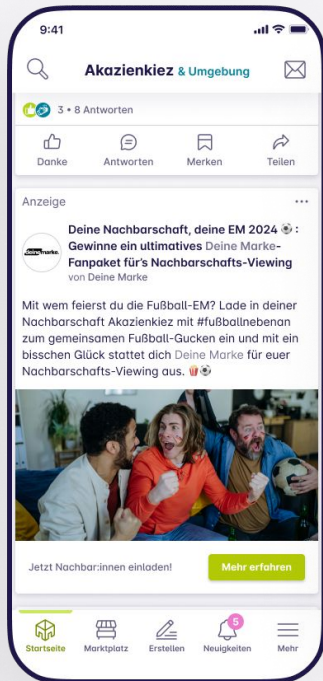 9:41
Akazienkiez & Umgebung
3 • 8 Antworten
Danke Antworten Merken Teilen
Anzeige
deine marke.
Deine Nachbarschaft, deine EM 2024 ⚽ :
Gewinne ein ultimatives Deine Marke-
Fanpaket für's Nachbarschafts-Viewing
von Deine Marke
Mit wem feierst du die Fußball-EM? Lade in deiner
Nachbarschaft Akazienkiez mit #fußballnebenan
zum gemeinsamen Fußball-Gucken ein und mit ein
bisschen Glück stattet dich Deine Marke für euer
Nachbarschafts-Viewing aus. 🍿⚽
Jetzt Nachbar:innen einladen! Mehr erfahren
5
Startseite Marktplatz Erstellen Neuigkeiten Mehr